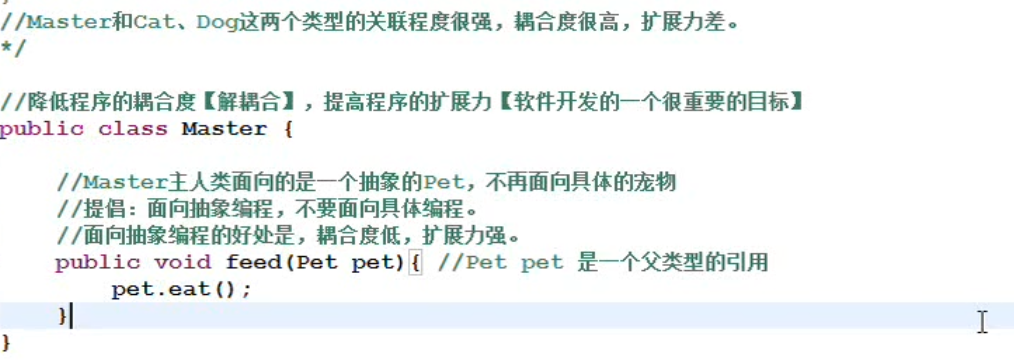 //Master和Cat、Dog这两个类型的关联程度很强，耦合度很高，扩展力差。
*/
//降低程序的耦合度【解耦合】，提高程序的扩展力【软件开发的一个很重要的目标】
public class Master {
//Master主人类面向的是一个抽象的Pet，不再面向具体的宠物
//提倡：面向抽象编程，不要面向具体编程。
//面向抽象编程的好处是，耦合度低，扩展力强。
public void feed(Pet pet){ //Pet pet 是一个父类型的引用
pet.eat();
}
}